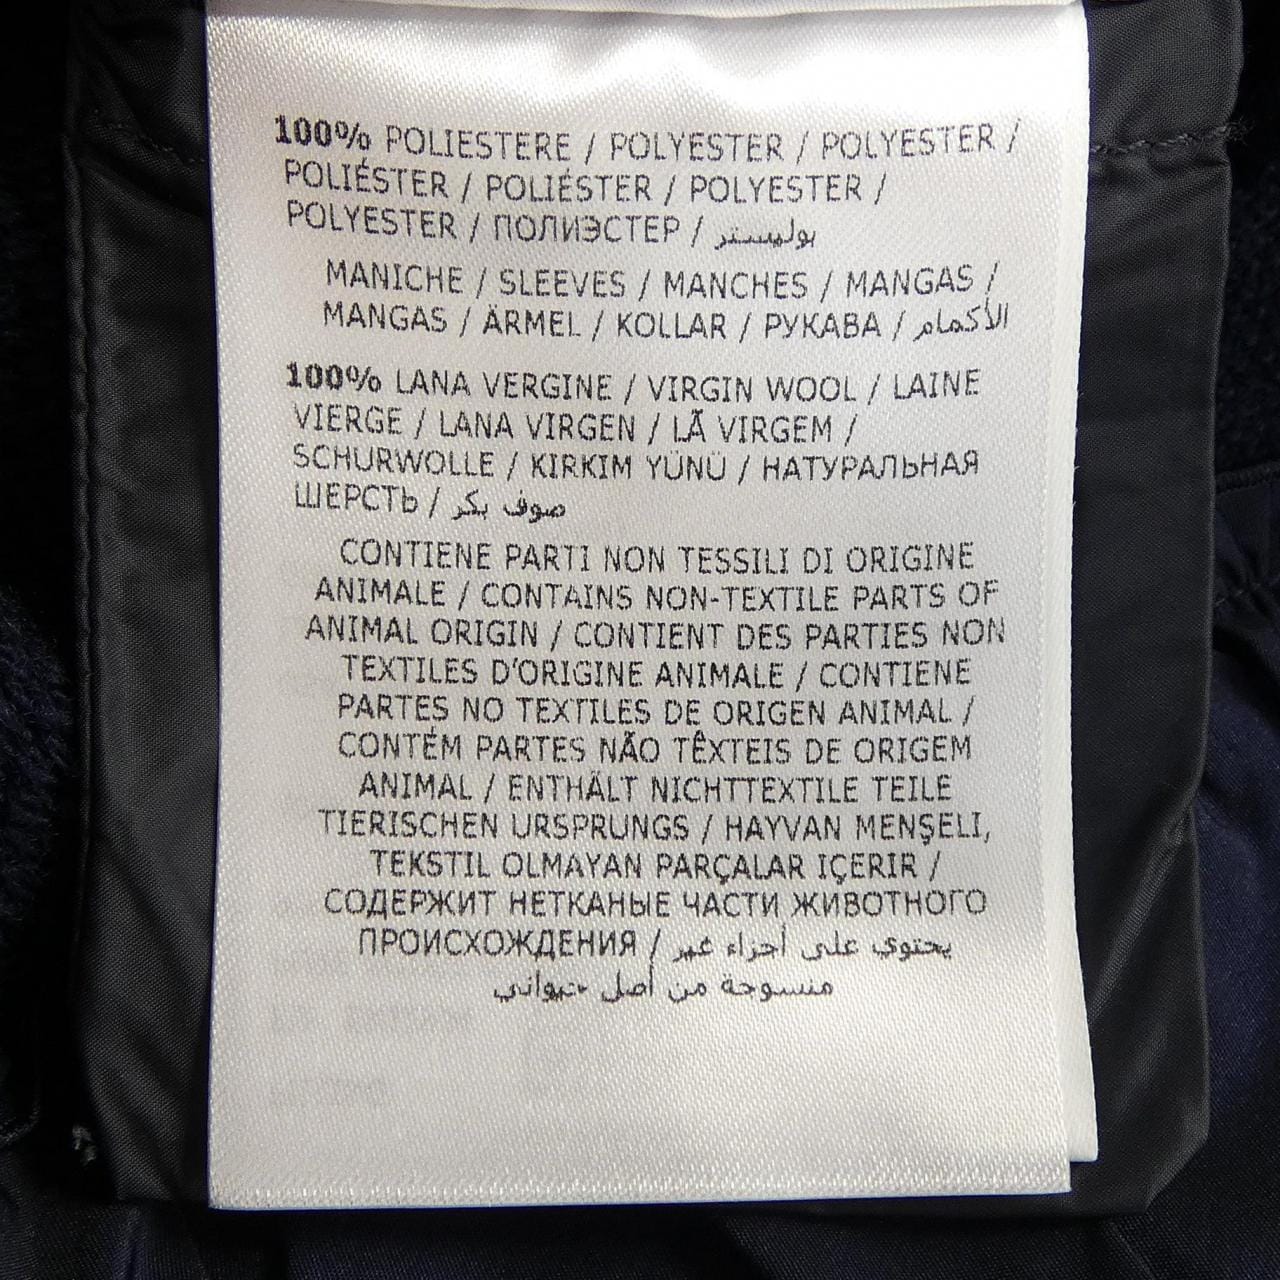 100% POLIESTERE / POLYESTER / POLYESTER /
POLIÉSTER / POLIÉSTER / POLYESTER /
POLYESTER / ПОЛИЭСТЕР / بوليستر
MANICHE / SLEEVES / MANCHES / MANGAS /
MANGAS / ÄRMEL / KOLLAR / РУКАВА / الأكمام
100% LANA VERGINE / VIRGIN WOOL / LAINE
VIERGE / LANA VIRGEN / LÃ VIRGEM /
SCHURWOLLE / KIRKIM YÜNÜ / НАТУРАЛЬНАЯ
ШЕРСТЬ / صوف بكر
CONTIENE PARTI NON TESSILI DI ORIGINE
ANIMALE / CONTAINS NON-TEXTILE PARTS OF
ANIMAL ORIGIN / CONTIENT DES PARTIES NON
TEXTILES D'ORIGINE ANIMALE / CONTIENE
PARTES NO TEXTILES DE ORIGEN ANIMAL /
CONTÉM PARTES NÃO TÊXTEIS DE ORIGEM
ANIMAL / ENTHÄLT NICHTTEXTILE TEILE
TIERISCHEN URSPRUNGS / HAYVAN MENŞELI,
TEKSTIL OLMAYAN PARÇALAR IÇERIR /
СОДЕРЖИТ НЕТКАНЫЕ ЧАСТИ ЖИВОТНОГО
ПРОИСХОЖДЕНИЯ / يحتوي على أجزاء غير
منسوجة من أصل حيواني